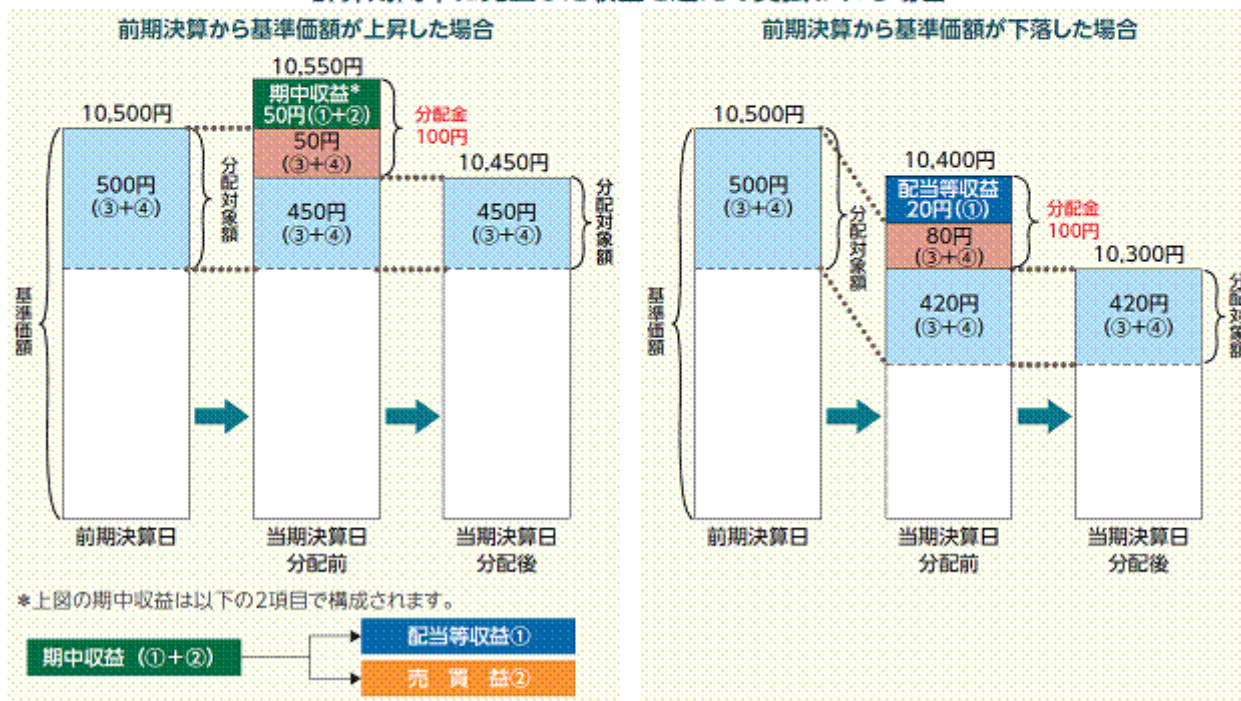 前期決算から基準価額が上昇した場合
10,500円
500円
(③+④)
分配対象額
基準価額
前期決算日
10,550円
期中収益*
50円(①+②)
50円
(③+④)
450円
(③+④)
分配金
100円
当期決算日
分配前
10,450円
450円
(③+④)
分配対象額
当期決算日
分配後
*上図の期中収益は以下の2項目で構成されます。
期中収益 (①+②)
配当等収益①
売 買 益②
前期決算から基準価額が下落した場合
10,500円
500円
(③+④)
分配対象額
基準価額
前期決算日
10,400円
配当等収益
20円(①)
80円
(③+④)
420円
(③+④)
分配金
100円
当期決算日
分配前
10,300円
420円
(③+④)
分配対象額
当期決算日
分配後